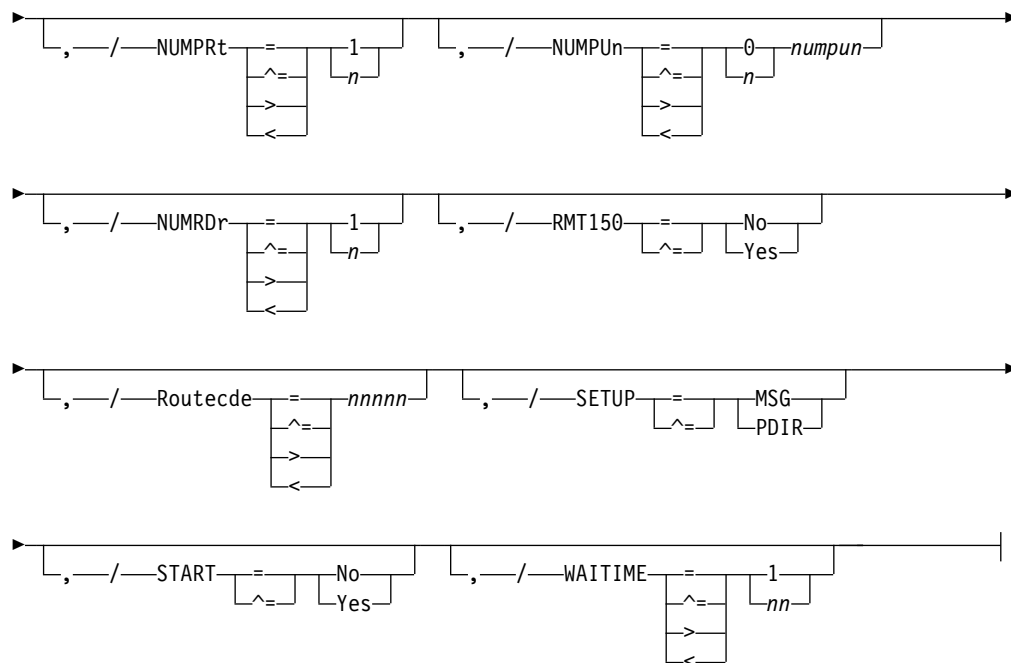 , / NUMPRt = 1 , / NUMPUn = 0 numpun
^= n ^= n
> >
< <
, / NUMRDr = 1 , / RMT150 = No
^= n ^= Yes
>
<
, / Routecde = nnnnn , / SETUP = MSG
^= ^= PDIR
>
<
, / START = No , / WAITIME = 1
^= Yes ^= nn
>
<